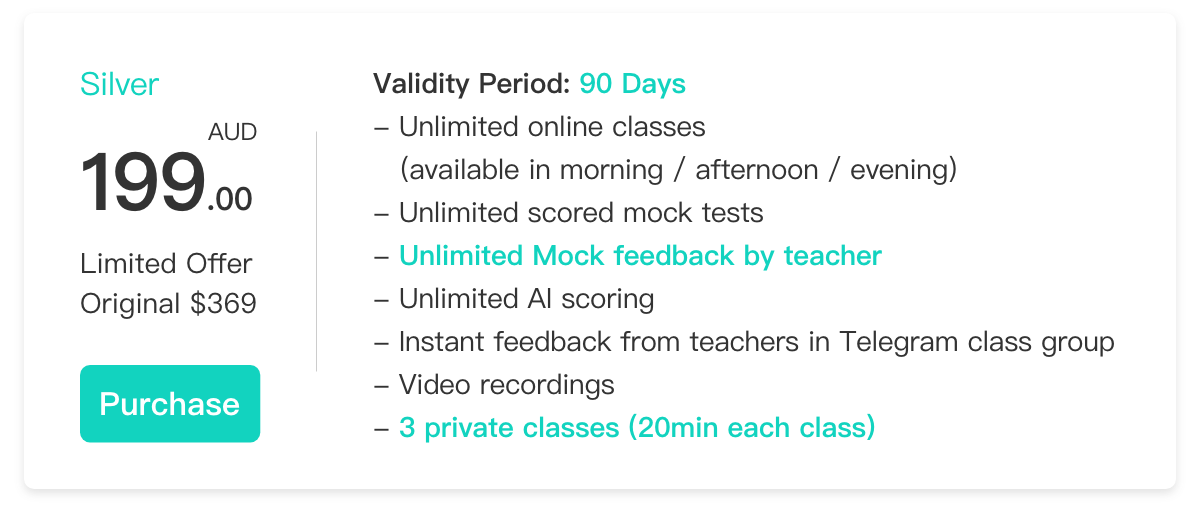 Silver
AUD
199.00
Limited Offer
Original $369
Purchase
Validity Period: 90 Days
– Unlimited online classes
(available in morning / afternoon / evening)
– Unlimited scored mock tests
– Unlimited Mock feedback by teacher
– Unlimited AI scoring
– Instant feedback from teachers in Telegram class group
– Video recordings
– 3 private classes (20min each class)